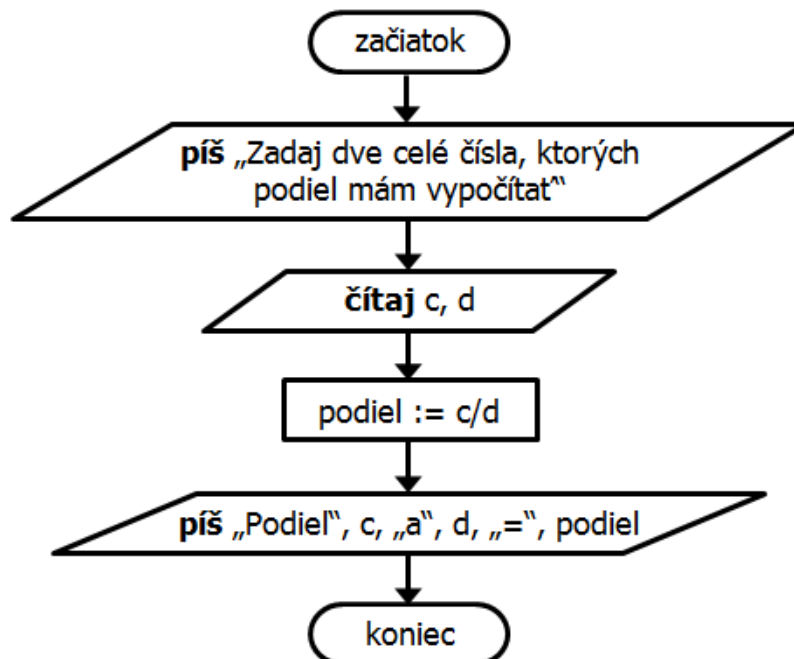 začiatok
píš „Zadaj dve celé čísla, ktorých
podiel mám vypočítať“
čítaj c, d
podiel := c/d
píš „Podiel“, c, „a“, d, „=“, podiel
koniec